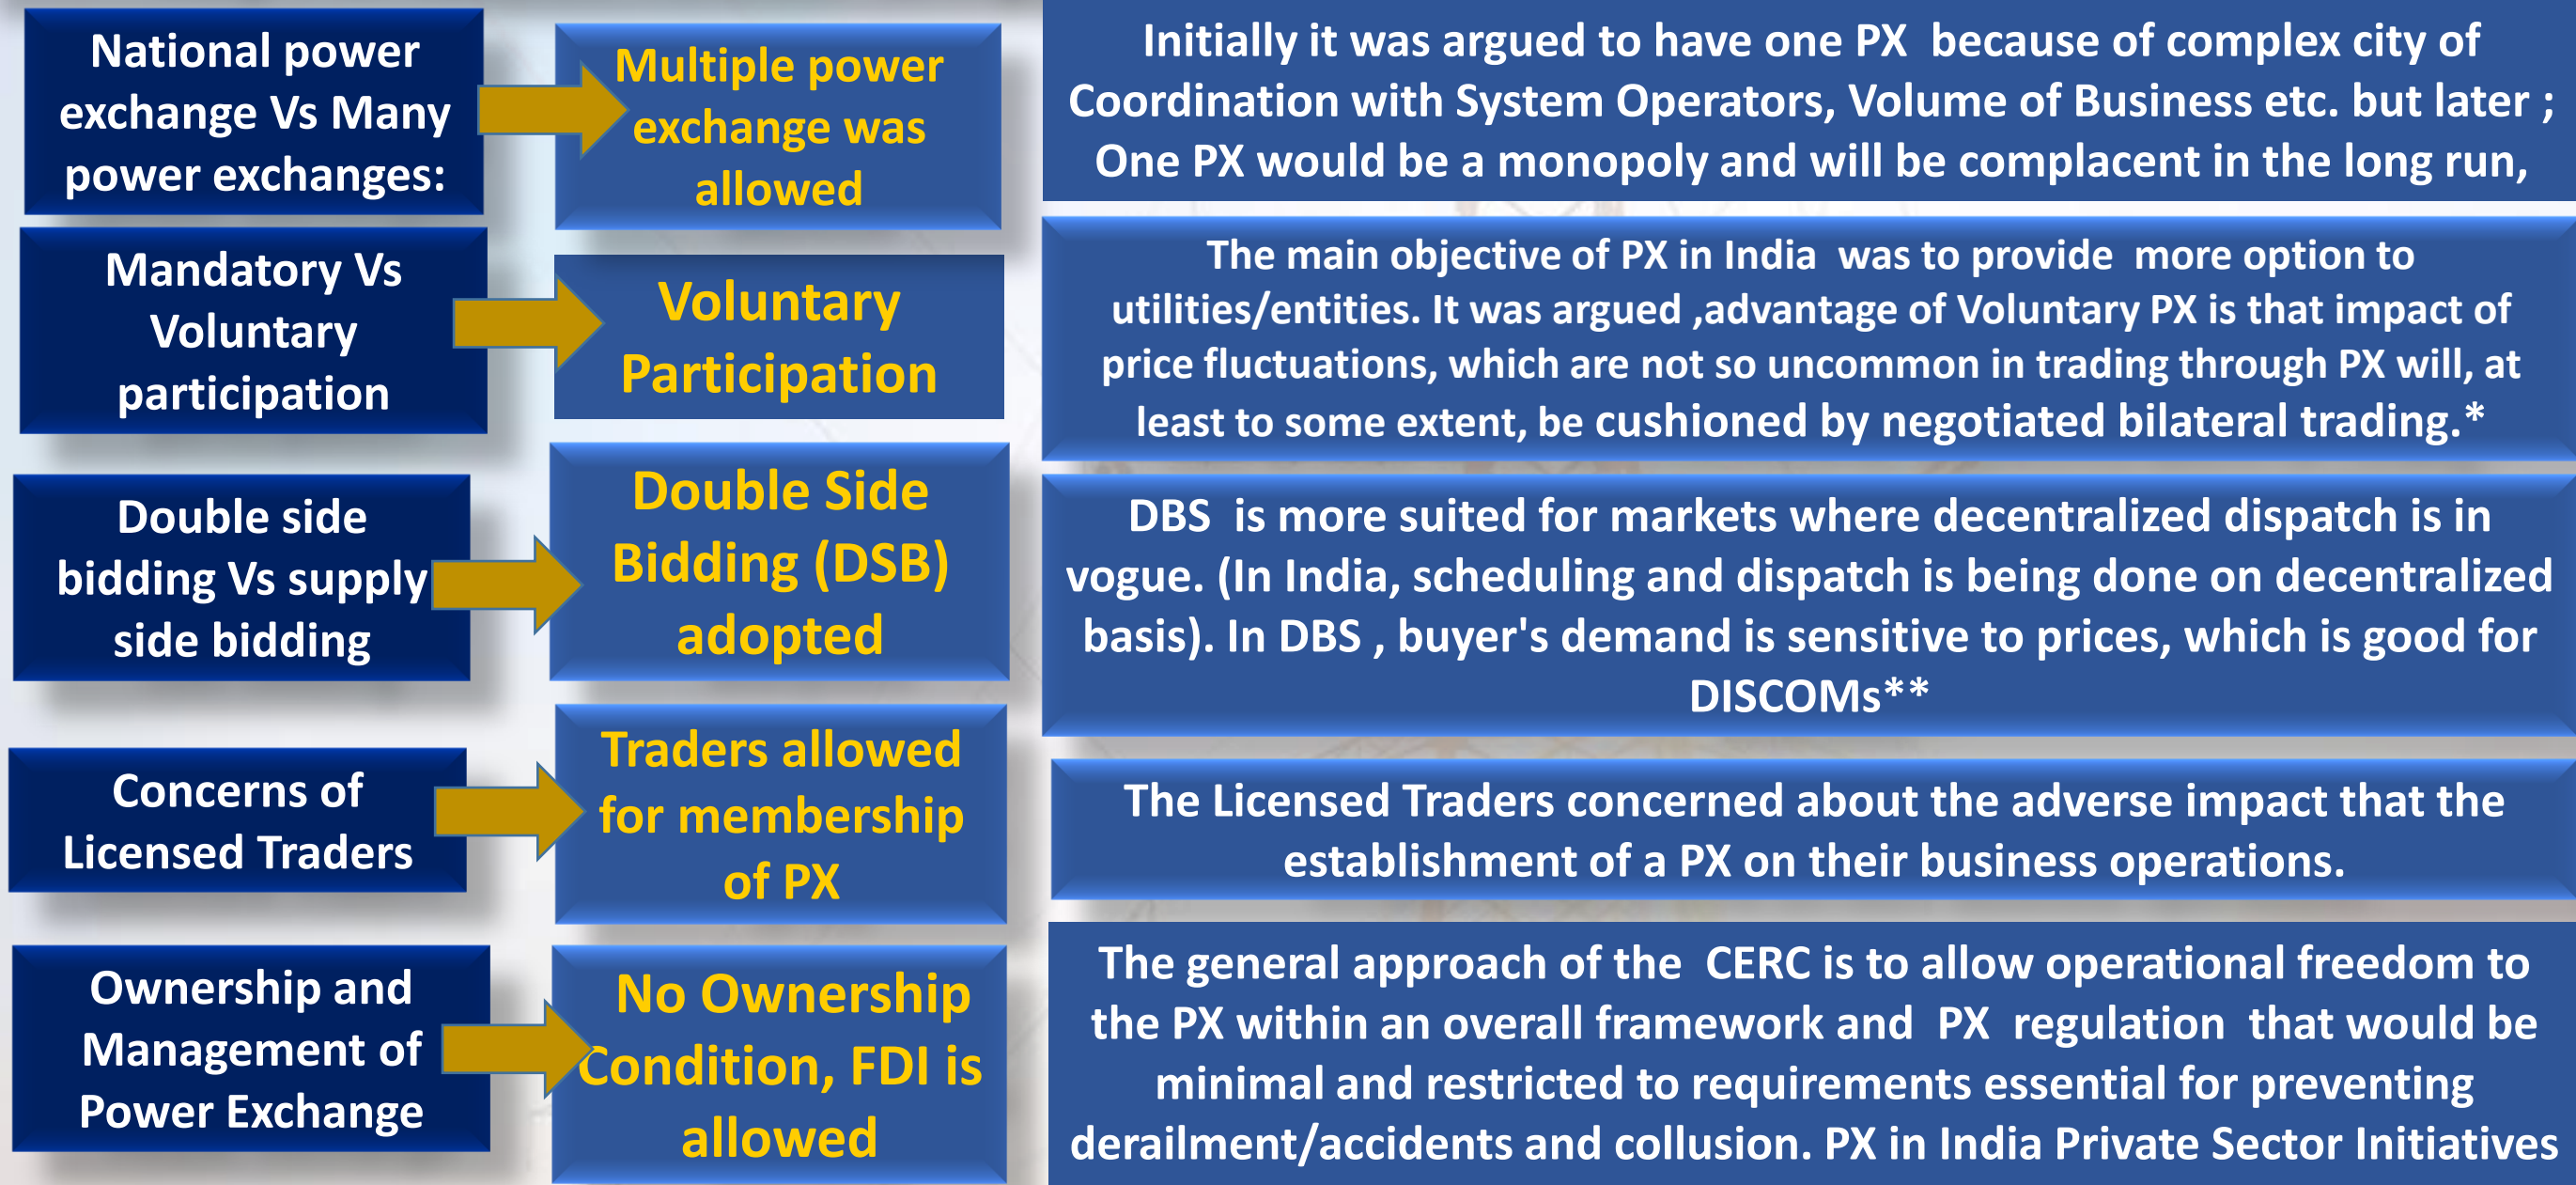 National power
exchange Vs Many
power exchanges:
Multiple power
exchange was
allowed
Initially it was argued to have one PX because of complex city of
Coordination with System Operators, Volume of Business etc. but later ;
One PX would be a monopoly and will be complacent in the long run,
Mandatory Vs
Voluntary
participation
Voluntary
Participation
The main objective of PX in India was to provide more option to
utilities/entities. It was argued ,advantage of Voluntary PX is that impact of
price fluctuations, which are not so uncommon in trading through PX will, at
least to some extent, be cushioned by negotiated bilateral trading.*
Double side
bidding Vs supply
side bidding
Double Side
Bidding (DSB)
adopted
DBS is more suited for markets where decentralized dispatch is in
vogue. (In India, scheduling and dispatch is being done on decentralized
basis). In DBS , buyer's demand is sensitive to prices, which is good for
DISCOMs**
Concerns of
Licensed Traders
Traders allowed
for membership
of PX
The Licensed Traders concerned about the adverse impact that the
establishment of a PX on their business operations.
Ownership and
Management of
Power Exchange
No Ownership
Condition, FDI is
allowed
The general approach of the CERC is to allow operational freedom to
the PX within an overall framework and PX regulation that would be
minimal and restricted to requirements essential for preventing
derailment/accidents and collusion. PX in India Private Sector Initiatives